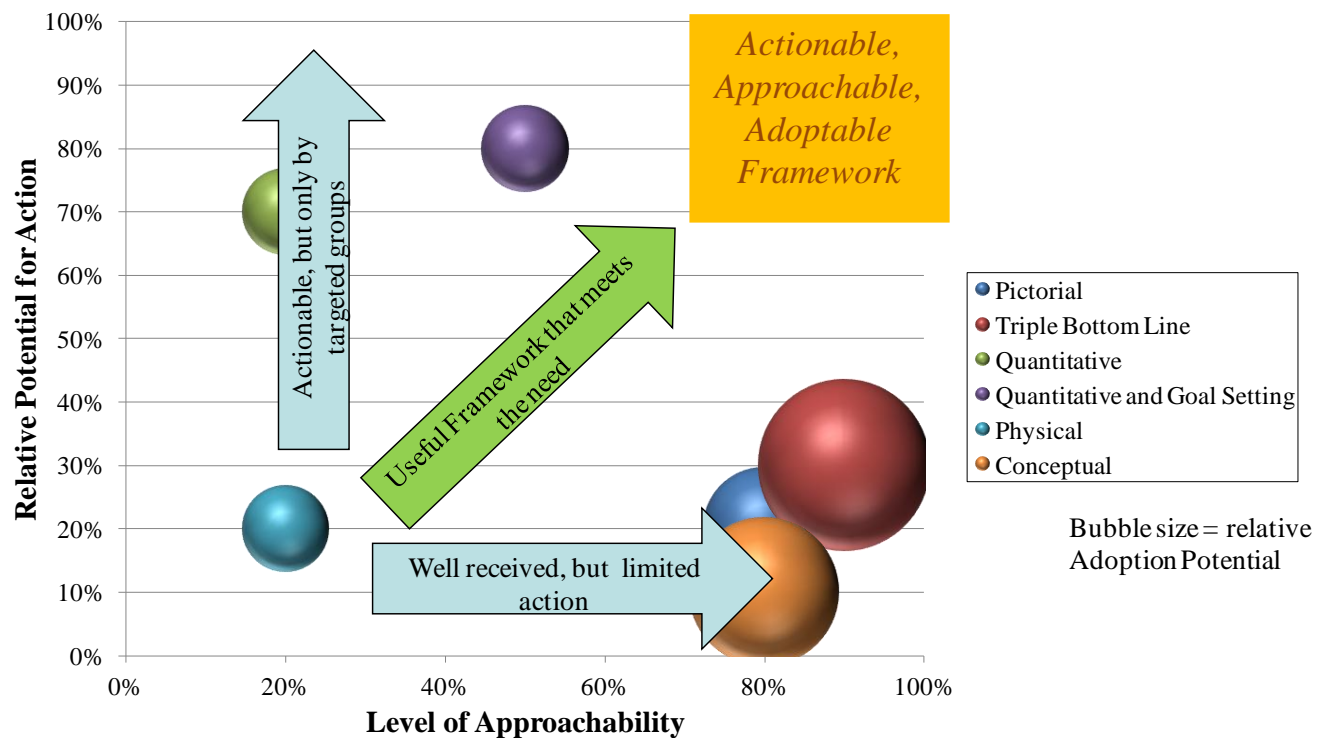 100%
90%
80%
70%
60%
50%
40%
30%
20%
10%
0%
Relative Potential for Action
0%
20%
40%
60%
80%
100%
Level of Approachability
Actionable, but only by
targeted groups
Useful Framework that meets
the need
Well received, but limited
action
Actionable,
Approachable,
Adoptable
Framework
Pictorial
Triple Bottom Line
Quantitative
Quantitative and Goal Setting
Physical
Conceptual
Bubble size = relative
Adoption Potential